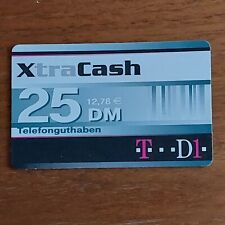 XtraCash
25 12,78 €
DM
Telefonguthaben
T···D1·